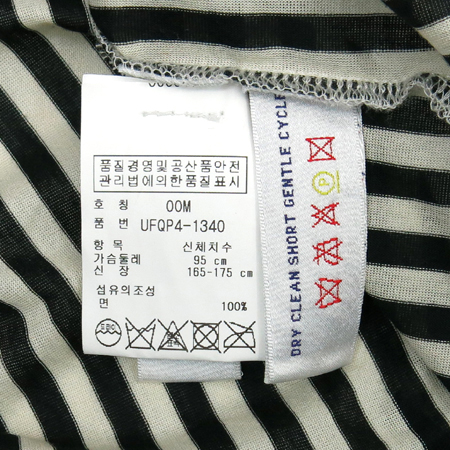 품질경영및공산품안전
관리법에의한품질표시
호 칭 00M
품 번 UFQP4-1340
항 목 신체치수
가슴둘레 95 cm
신 장 165-175 cm
섬유의조성
면 100%
DRY CLEAN SHORT GENTLE CYCLE
P